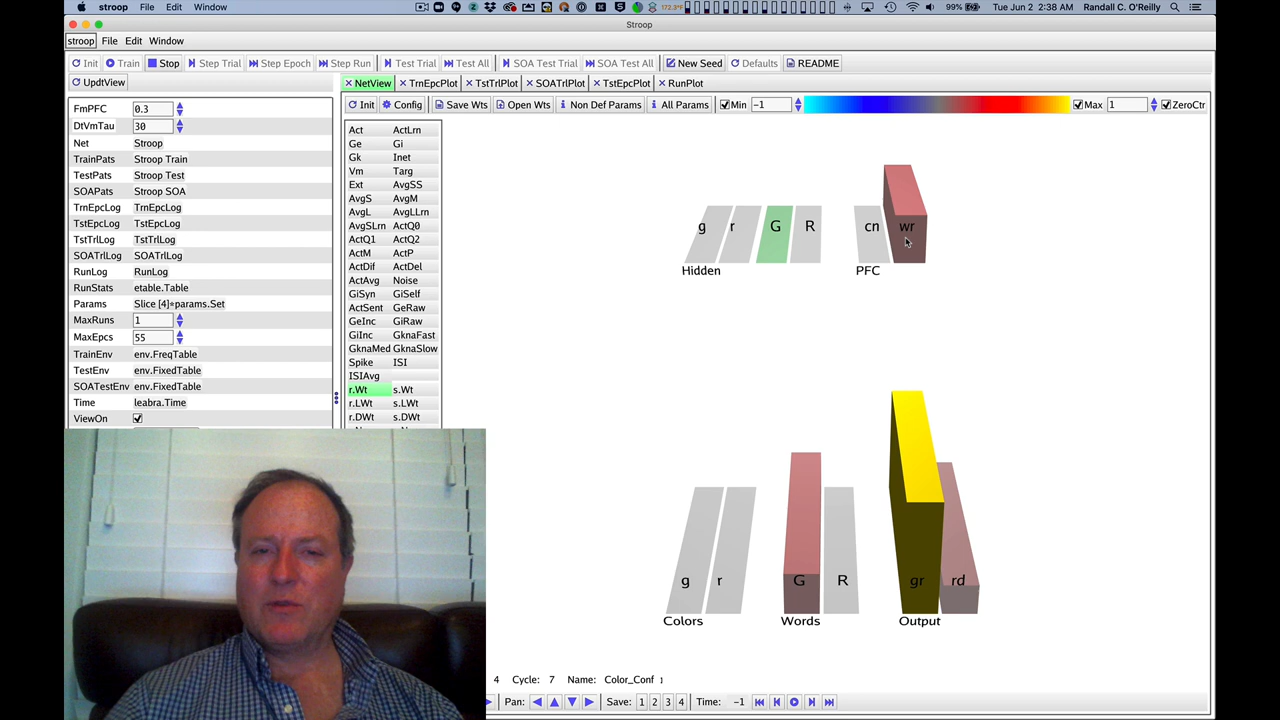 stroop File Edit Window 172.3°F 99% Tue Jun 2 2:38 AM Randall C. O'Reilly
Stroop
stroop File Edit Window
Init Train Stop Step Trial Step Epoch Step Run Test Trial Test All SOA Test Trial SOA Test All New Seed Defaults README
UpdtView
NetView TrnEpcPlot TstTrlPlot SOATrlPlot TstEpcPlot RunPlot
Init Config Save Wts Open Wts Non Def Params All Params Min -1 Max 1 ZeroCtr
FmPFC 0.3
DtVmTau 30
Net Stroop
TrainPats Stroop Train
TestPats Stroop Test
SOAPats Stroop SOA
TrnEpcLog TrnEpcLog
TstEpcLog TstEpcLog
TstTrlLog TstTrlLog
SOATrlLog SOATrlLog
RunLog RunLog
RunStats etable.Table
Params Slice [4]*params.Set
MaxRuns 1
MaxEpcs 55
TrainEnv env.FreqTable
TestEnv env.FixedTable
SOATestEnv env.FixedTable
Time leabra.Time
ViewOn
Act ActLrn
Ge Gi
Gk Inet
Vm Targ
Ext AvgSS
AvgS AvgM
AvgL AvgLLrn
AvgSLrn ActQ0
ActQ1 ActQ2
ActM ActP
ActDif ActDel
ActAvg Noise
GiSyn GiSelf
ActSent GeRaw
GeInc GiRaw
GiInc GknaFast
GknaMed GknaSlow
Spike ISI
ISIAvg
r.Wt s.Wt
r.LWt s.LWt
r.DWt s.DWt
g r G R cn wr
Hidden PFC
g r G R gr rd
Colors Words Output
4 Cycle: 7 Name: Color_Conf
Pan: Save: 1 2 3 4 Time: -1